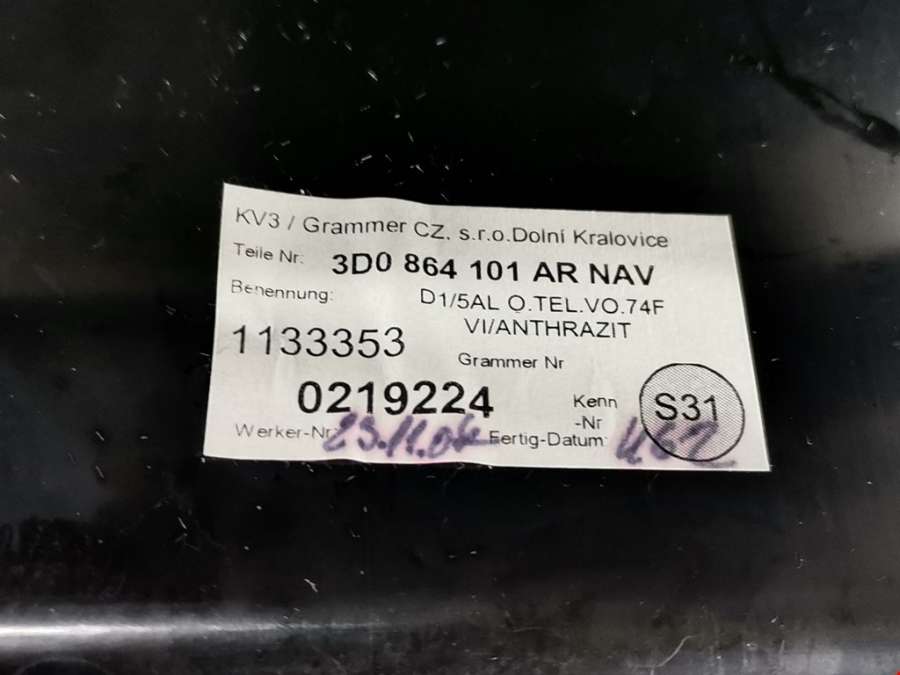 KV3 / Grammer CZ, s.r.o.Dolní Kralovice
Teile Nr: 3D0 864 101 AR NAV
Benennung: D1/5AL O.TEL.VO.74F
VI/ANTHRAZIT
1133353
Grammer Nr
0219224
Kenn
-Nr
S31
Werker-Nr: 23.11.04 Fertig-Datum: